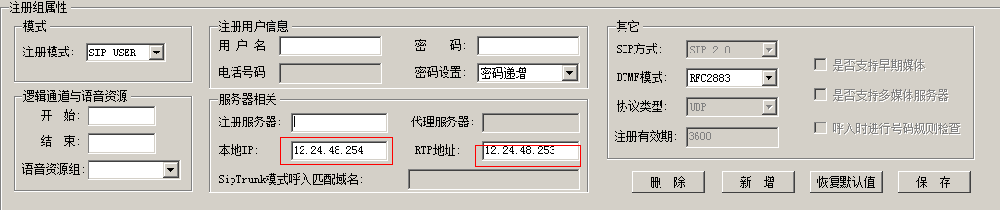 注册组属性
模式
注册模式: SIP USER
逻辑通道与语音资源
开 始:
结 束:
语音资源组:
注册用户信息
用 户 名: 密 码:
电话号码: 密码设置: 密码递增
服务器相关
注册服务器: 代理服务器:
本地IP: 12.24.48.254 RTP地址: 12.24.48.253
SipTrunk模式呼入匹配域名:
其它
SIP方式: SIP 2.0
DTMF模式: RFC2883
协议类型: UDP
注册有效期: 3600
是否支持早期媒体
是否支持多媒体服务器
呼入时进行号码规则检查
删 除 新 增 恢复默认值 保 存